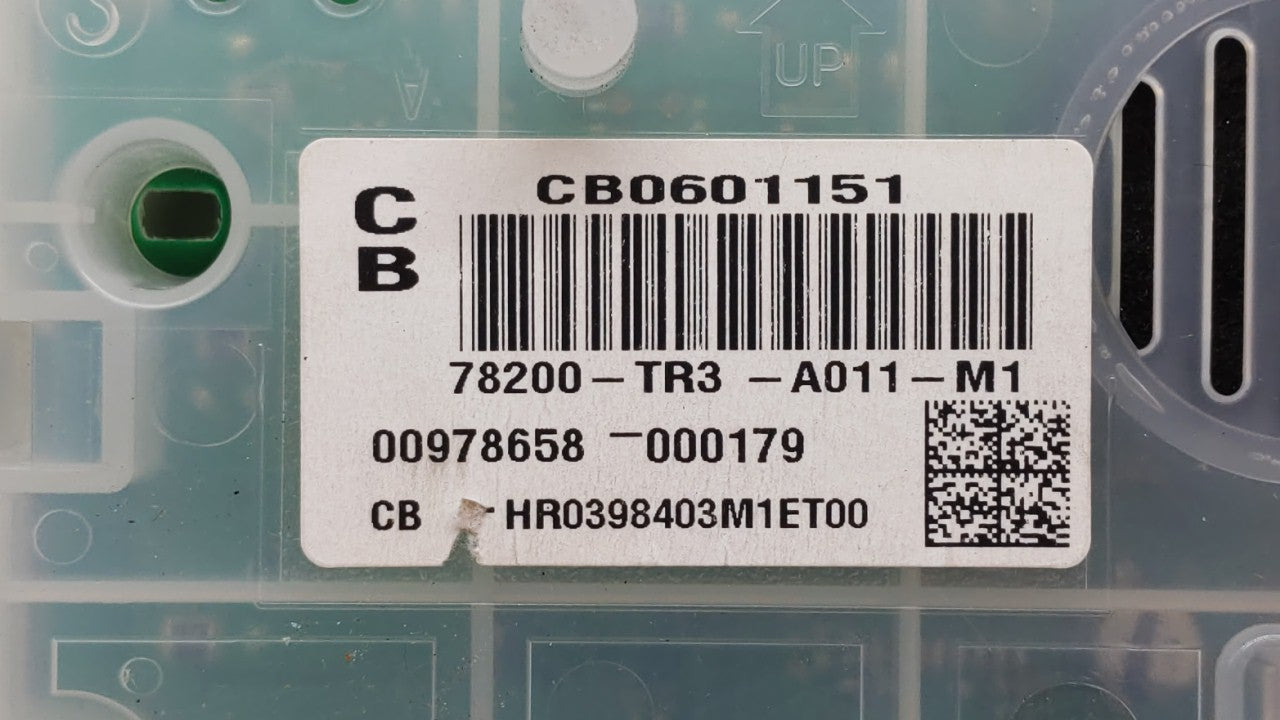 UP
A
C
B
CB0601151
78200-TR3 -A011-M1
00978658 -000179
CB - HR0398403M1ET00